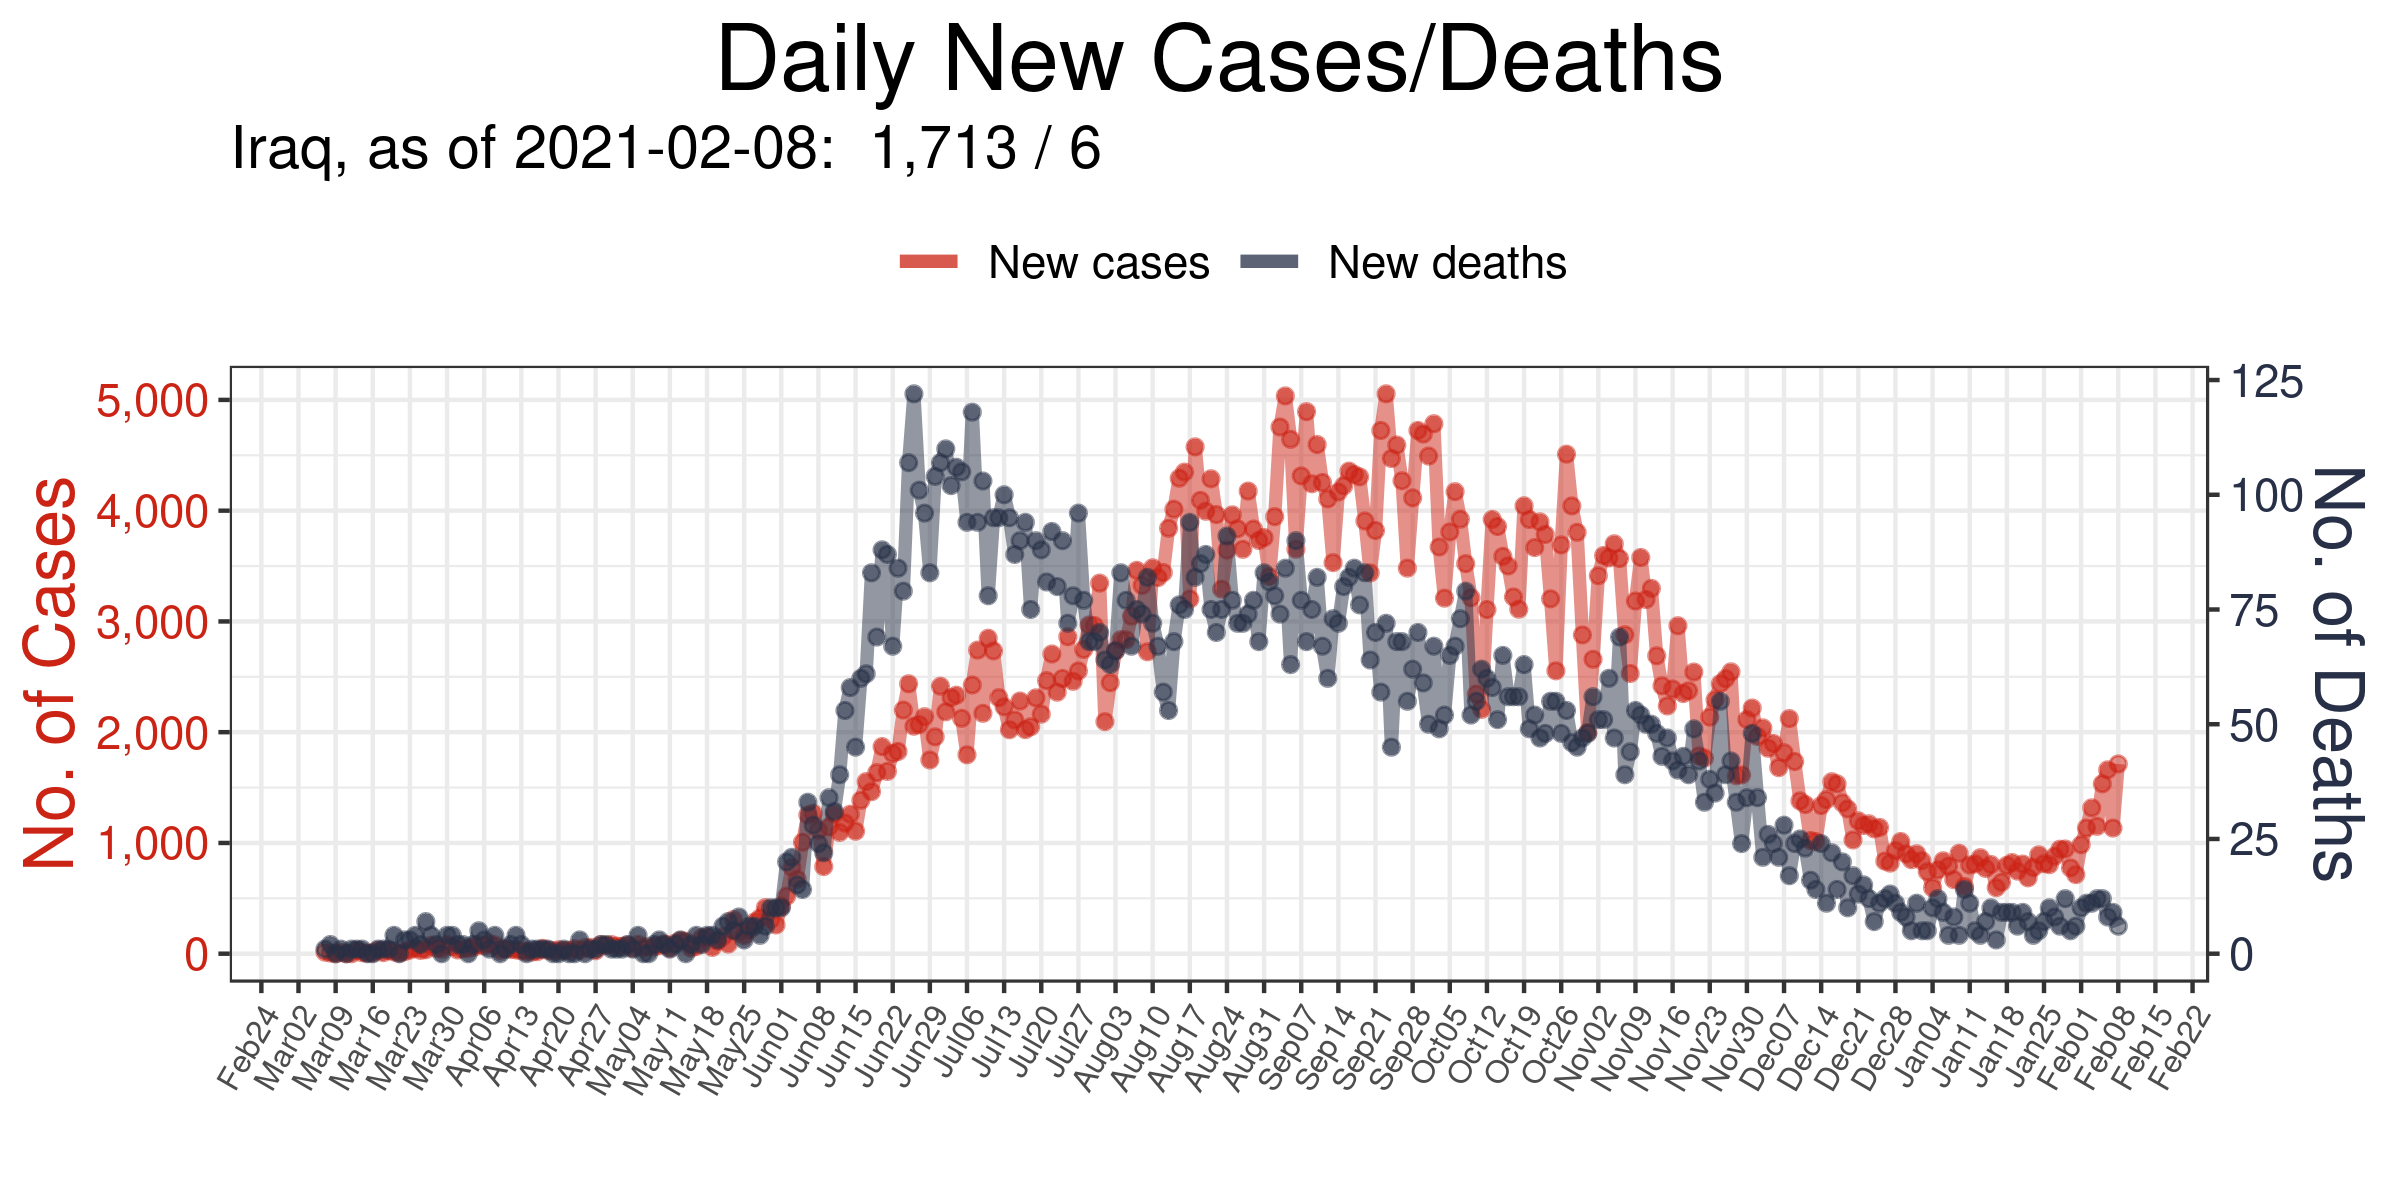 Daily New Cases/Deaths
Iraq, as of 2021-02-08:  1,713 / 6
New cases New deaths
No. of Cases
5,000
4,000
3,000
2,000
1,000
0
125
100
75
50
25
0
No. of Deaths
Feb24 Mar02 Mar09 Mar16 Mar23 Mar30 Apr06 Apr13 Apr20 Apr27 May04 May11 May18 May25 Jun01 Jun08 Jun15 Jun22 Jun29 Jul06 Jul13 Jul20 Jul27 Aug03 Aug10 Aug17 Aug24 Aug31 Sep07 Sep14 Sep21 Sep28 Oct05 Oct12 Oct19 Oct26 Nov02 Nov09 Nov16 Nov23 Nov30 Dec07 Dec14 Dec21 Dec28 Jan04 Jan11 Jan18 Jan25 Feb01 Feb08 Feb15 Feb22